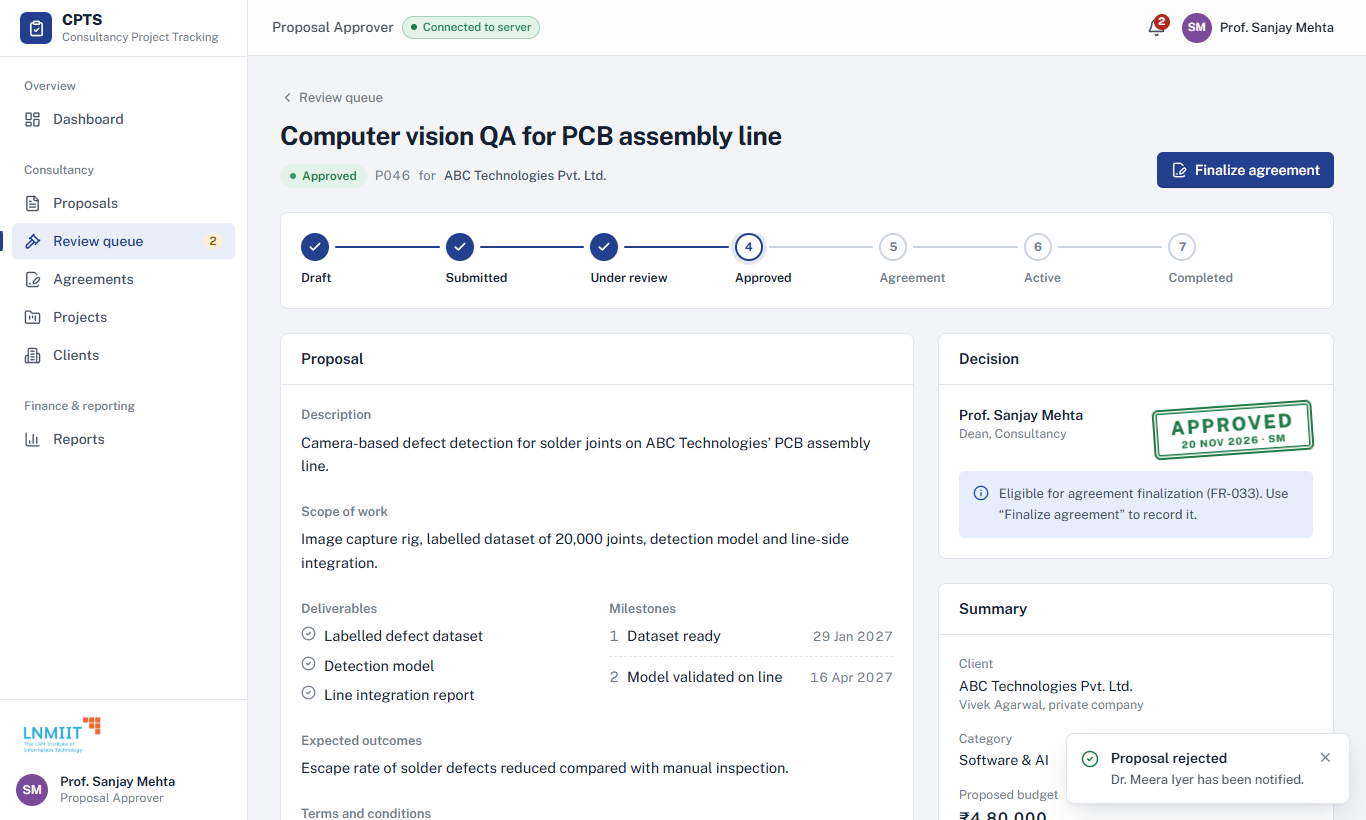 CPTS
Consultancy Project Tracking
Proposal Approver
Connected to server
2
SM
Prof. Sanjay Mehta
Overview
Dashboard
Consultancy
Proposals
Review queue
2
Agreements
Projects
Clients
Finance & reporting
Reports
LNMIIT
The LNM Institute of
Information Technology
SM
Prof. Sanjay Mehta
Proposal Approver
Review queue
Computer vision QA for PCB assembly line
Approved P046 for ABC Technologies Pvt. Ltd.
Finalize agreement
4 5 6 7
Draft Submitted Under review Approved Agreement Active Completed
Proposal
Description
Camera-based defect detection for solder joints on ABC Technologies’ PCB assembly
line.
Scope of work
Image capture rig, labelled dataset of 20,000 joints, detection model and line-side
integration.
Deliverables
Labelled defect dataset
Detection model
Line integration report
Milestones
1 Dataset ready 29 Jan 2027
2 Model validated on line 16 Apr 2027
Expected outcomes
Escape rate of solder defects reduced compared with manual inspection.
Terms and conditions
Decision
Prof. Sanjay Mehta
Dean, Consultancy
APPROVED
20 NOV 2026 · SM
Eligible for agreement finalization (FR-033). Use
“Finalize agreement” to record it.
Summary
Client
ABC Technologies Pvt. Ltd.
Vivek Agarwal, private company
Category
Software & AI
Proposed budget
₹4,80,000
Proposal rejected
Dr. Meera Iyer has been notified.